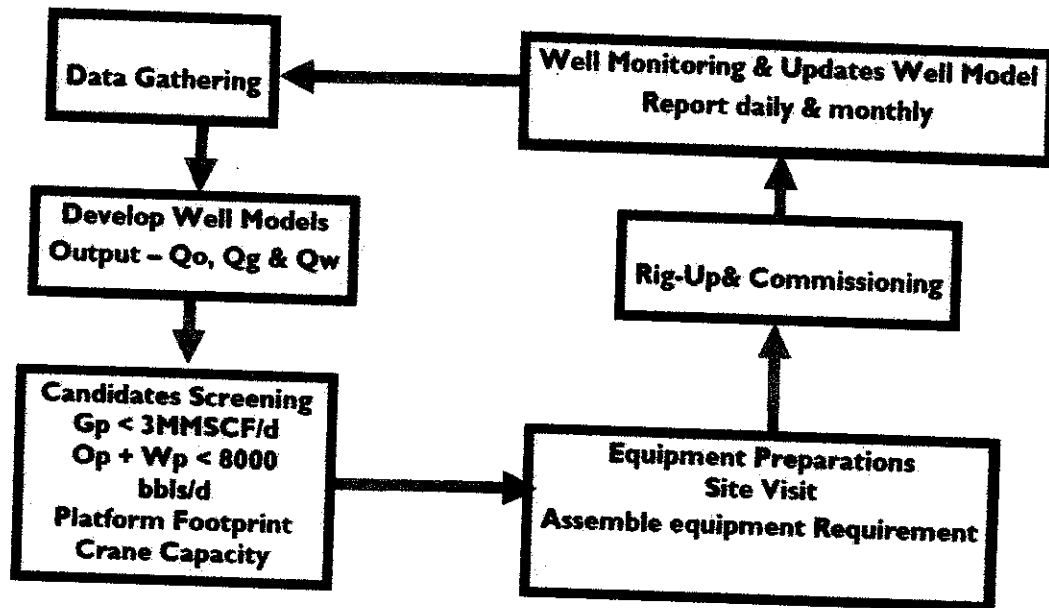 Data Gathering
Well Monitoring & Updates Well Model
Report daily & monthly
Develop Well Models
Output – Qo, Qg & Qw
Rig-Up& Commissioning
Candidates Screening
Gp < 3MMSCF/d
Op + Wp < 8000
bbls/d
Platform Footprint
Crane Capacity
Equipment Preparations
Site Visit
Assemble equipment Requirement